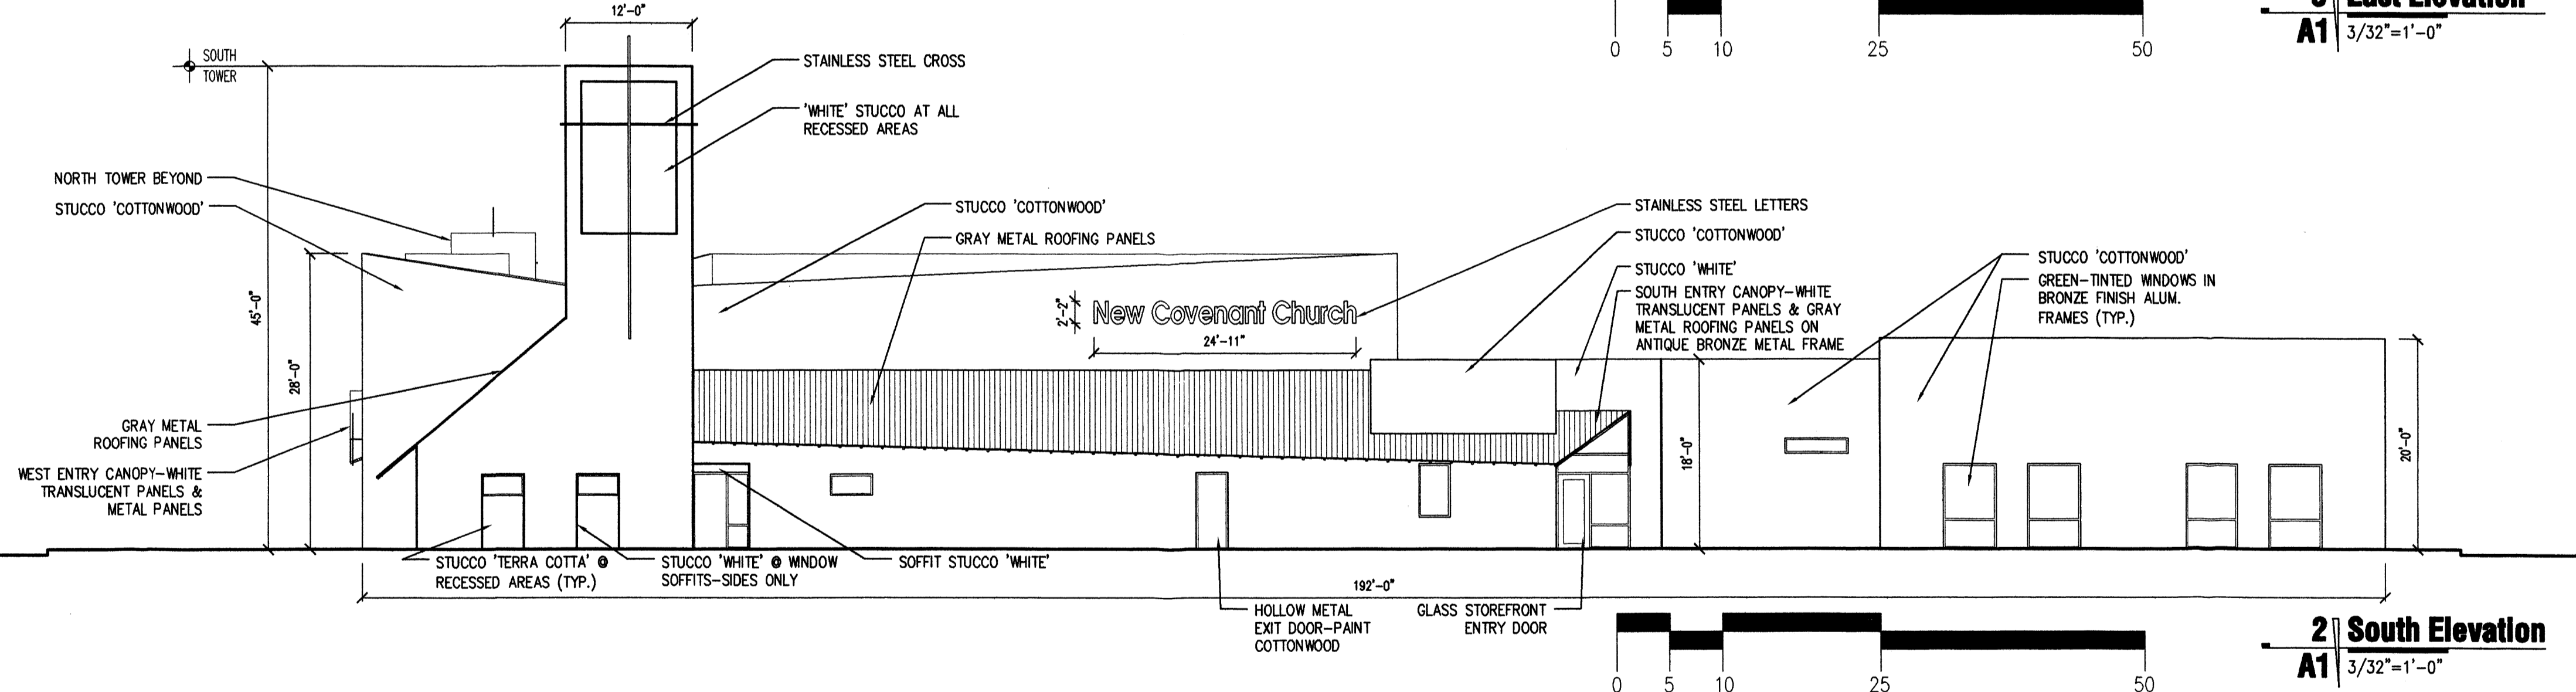 12'-0"
0 5 10 25 50
East Elevation
A1 3/32"=1'-0"
SOUTH
TOWER
STAINLESS STEEL CROSS
'WHITE' STUCCO AT ALL
RECESSED AREAS
NORTH TOWER BEYOND
STUCCO 'COTTONWOOD'
STUCCO 'COTTONWOOD'
GRAY METAL ROOFING PANELS
STAINLESS STEEL LETTERS
STUCCO 'COTTONWOOD'
STUCCO 'WHITE'
SOUTH ENTRY CANOPY-WHITE
TRANSLUCENT PANELS & GRAY
METAL ROOFING PANELS ON
ANTIQUE BRONZE METAL FRAME
STUCCO 'COTTONWOOD'
GREEN-TINTED WINDOWS IN
BRONZE FINISH ALUM.
FRAMES (TYP.)
45'-0"
28'-0"
2'-2"
New Covenant Church
24'-11"
18'-0"
20'-0"
GRAY METAL
ROOFING PANELS
WEST ENTRY CANOPY-WHITE
TRANSLUCENT PANELS &
METAL PANELS
STUCCO 'TERRA COTTA' @
RECESSED AREAS (TYP.)
STUCCO 'WHITE' @ WINDOW
SOFFITS-SIDES ONLY
SOFFIT STUCCO 'WHITE'
192'-0"
HOLLOW METAL
EXIT DOOR-PAINT
COTTONWOOD
GLASS STOREFRONT
ENTRY DOOR
0 5 10 25 50
2 South Elevation
A1 3/32"=1'-0"